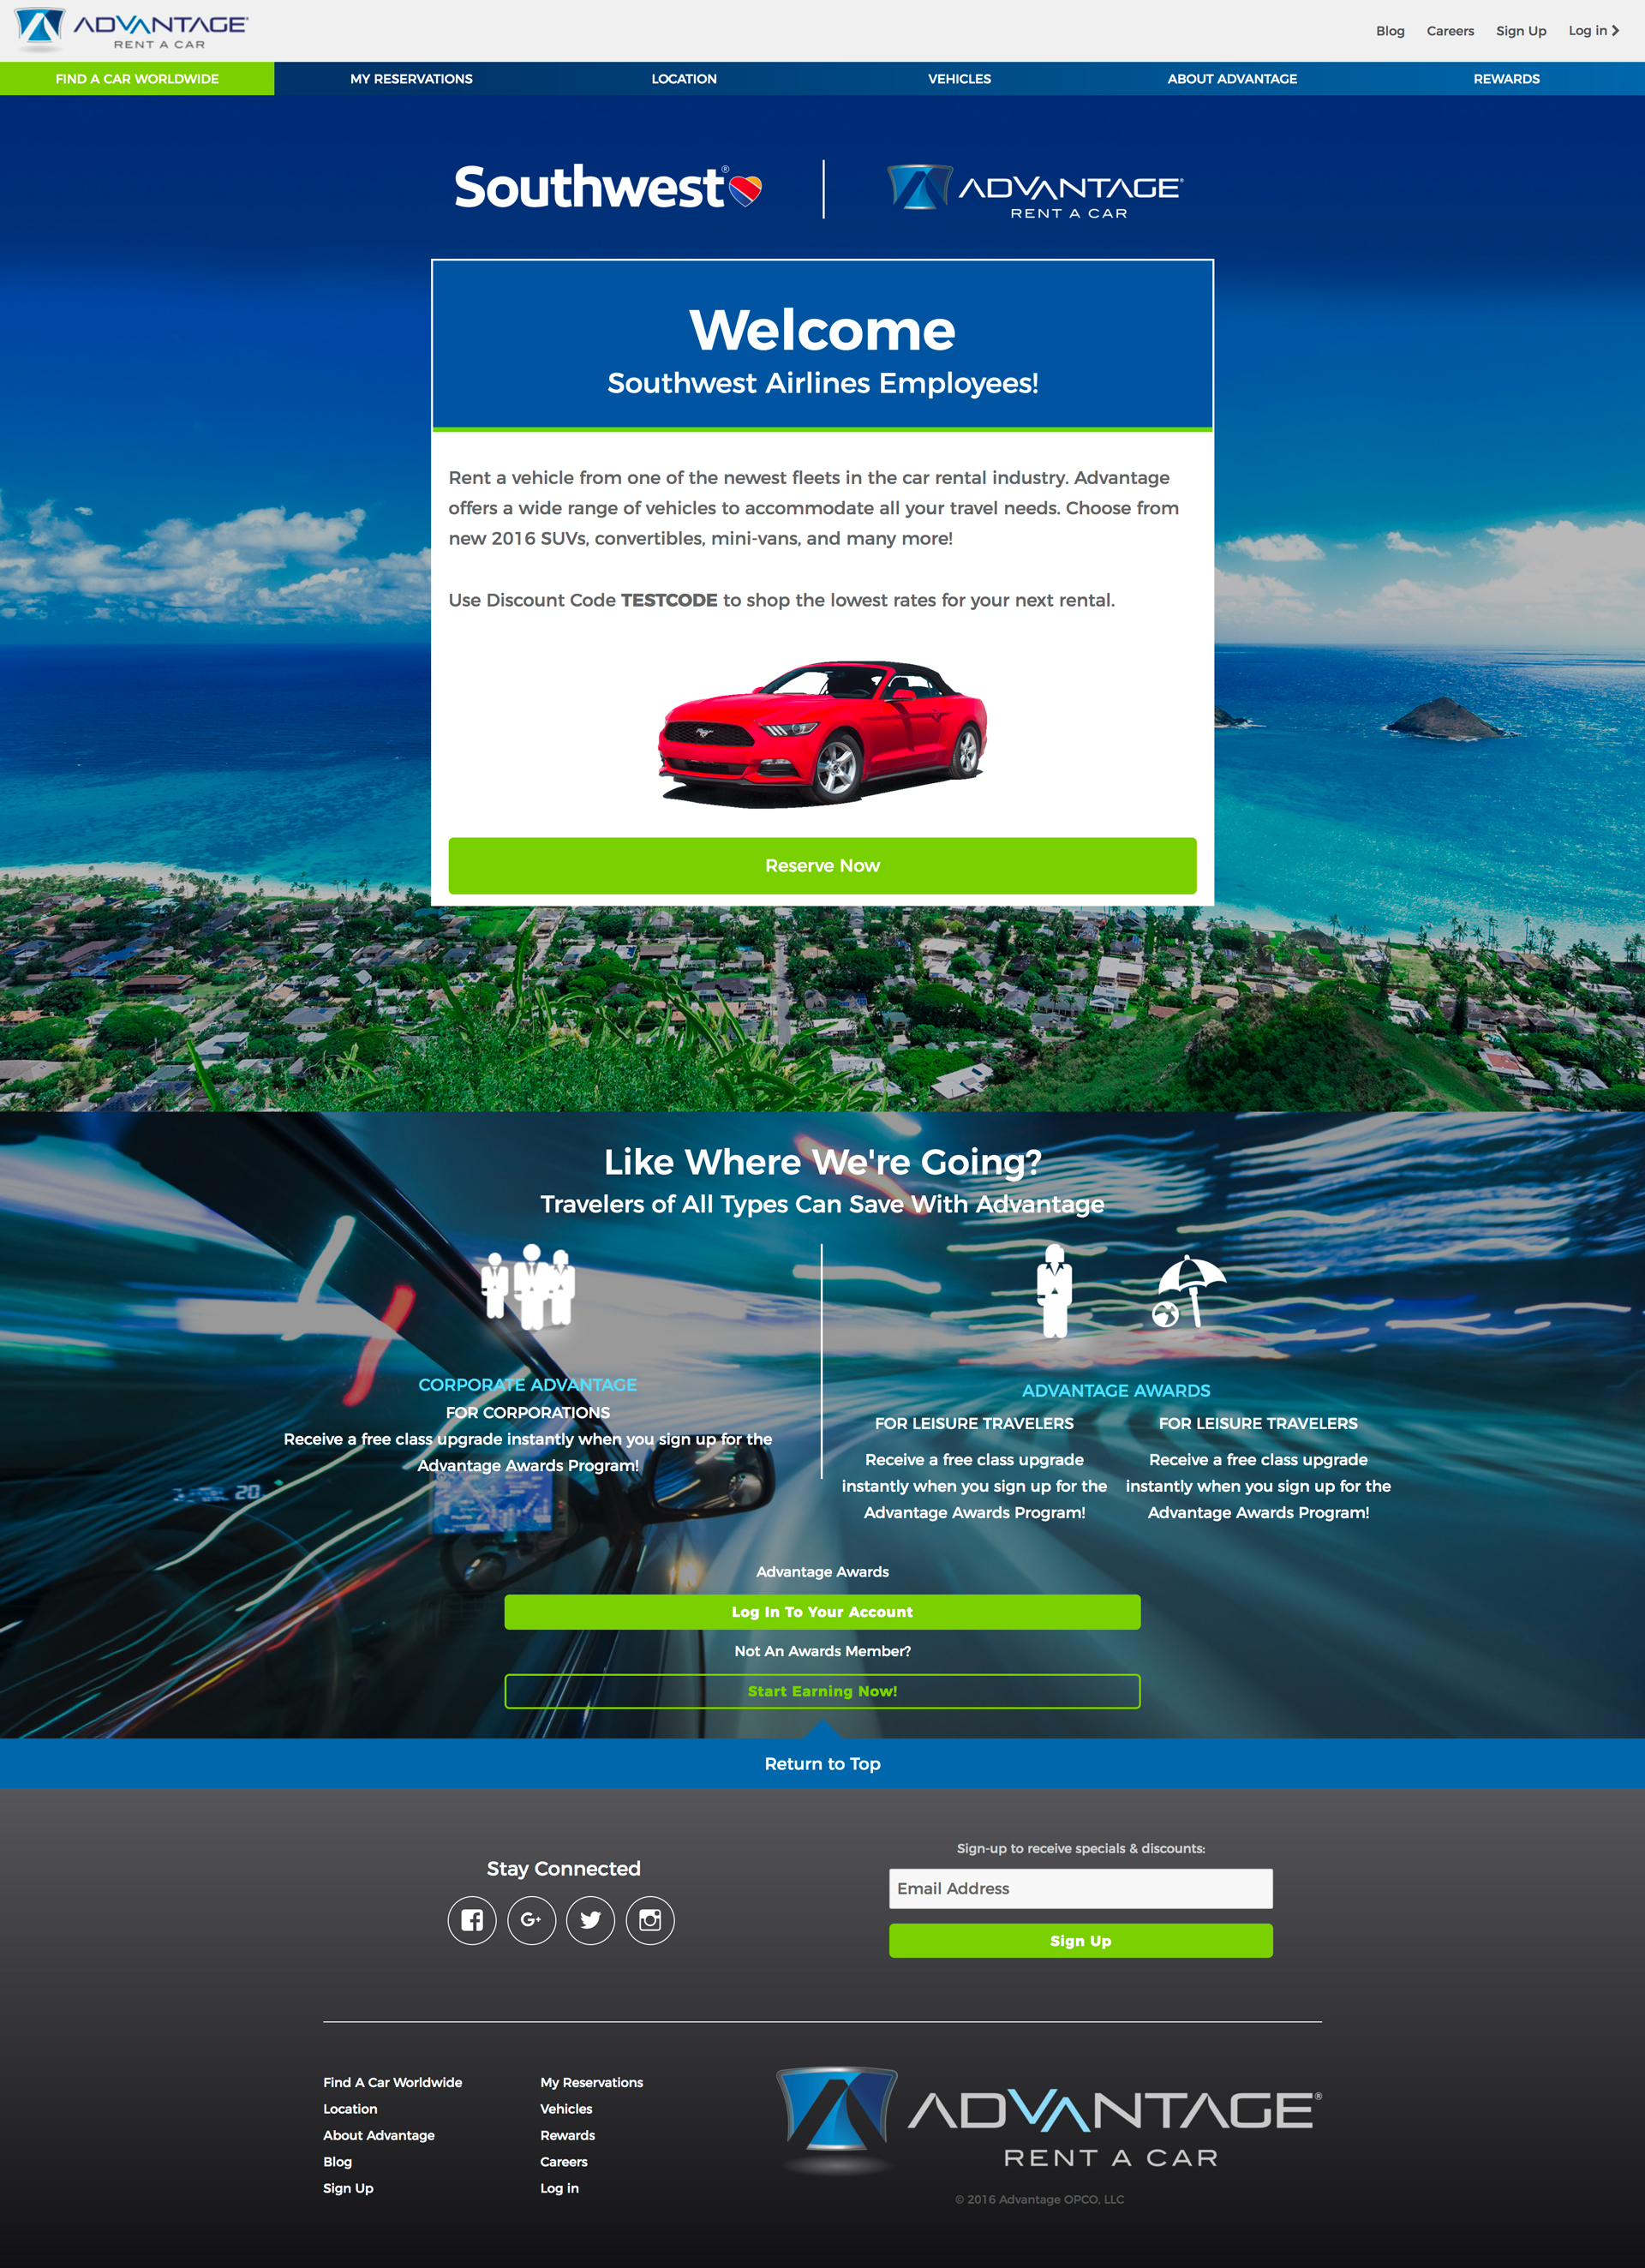 ADVANTAGE®
RENT A CAR
Blog Careers Sign Up Log in
FIND A CAR WORLDWIDE MY RESERVATIONS LOCATION VEHICLES ABOUT ADVANTAGE REWARDS
Southwest®
ADVANTAGE®
RENT A CAR
Welcome
Southwest Airlines Employees!
Rent a vehicle from one of the newest fleets in the car rental industry. Advantage
offers a wide range of vehicles to accommodate all your travel needs. Choose from
new 2016 SUVs, convertibles, mini-vans, and many more!
Use Discount Code TESTCODE to shop the lowest rates for your next rental.
Reserve Now
Like Where We're Going?
Travelers of All Types Can Save With Advantage
CORPORATE ADVANTAGE
FOR CORPORATIONS
Receive a free class upgrade instantly when you sign up for the
Advantage Awards Program!
20
ADVANTAGE AWARDS
FOR LEISURE TRAVELERS
Receive a free class upgrade
instantly when you sign up for the
Advantage Awards Program!
FOR LEISURE TRAVELERS
Receive a free class upgrade
instantly when you sign up for the
Advantage Awards Program!
Advantage Awards
Log In To Your Account
Not An Awards Member?
Start Earning Now!
Return to Top
Stay Connected
G+
Sign-up to receive specials & discounts:
Email Address
Sign Up
Find A Car Worldwide
Location
About Advantage
Blog
Sign Up
My Reservations
Vehicles
Rewards
Careers
Log in
ADVANTAGE®
RENT A CAR
© 2016 Advantage OPCO, LLC